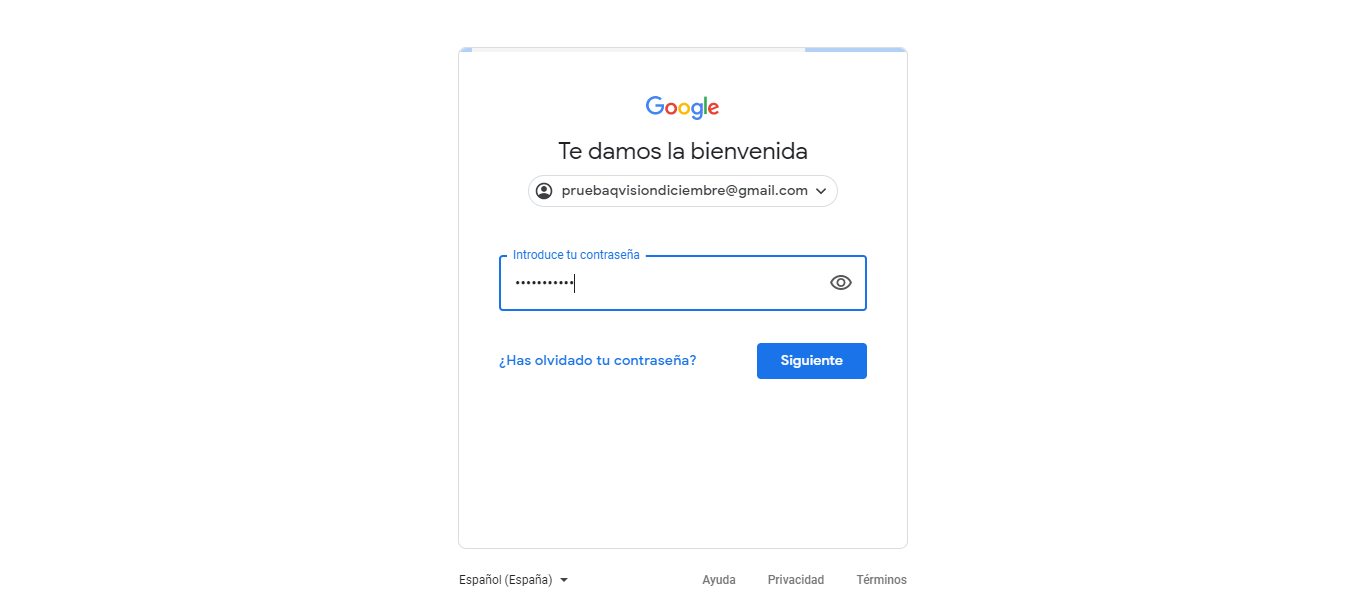 Google
Te damos la bienvenida
pruebaqvisiondiciembre@gmail.com
Introduce tu contraseña
•••••••••••
¿Has olvidado tu contraseña?
Siguiente
Español (España)
Ayuda
Privacidad
Términos